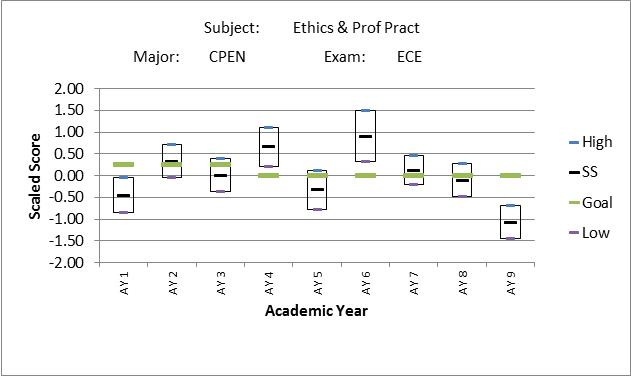 Subject: Ethics & Prof Pract
Major: CPEN Exam: ECE
2.00
1.50
1.00
0.50
0.00
-0.50
-1.00
-1.50
-2.00
Scaled Score
AY 1 AY 2 AY 3 AY 4 AY 5 AY 6 AY 7 AY 8 AY 9
Academic Year
High
SS
Goal
Low